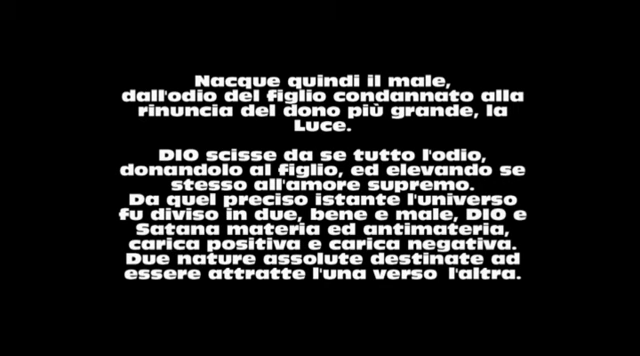 Nacque quindi il male,
dall'odio del figlio condannato alla
rinuncia del dono più grande, la
Luce.
DIO scisse da se tutto l'odio,
donandolo al figlio, ed elevando se
stesso all'amore supremo.
Da quel preciso istante l'universo
fu diviso in due, bene e male, DIO e
Satana materia ed antimateria,
carica positiva e carica negativa.
Due nature assolute destinate ad
essere attratte l'una verso l'altra.